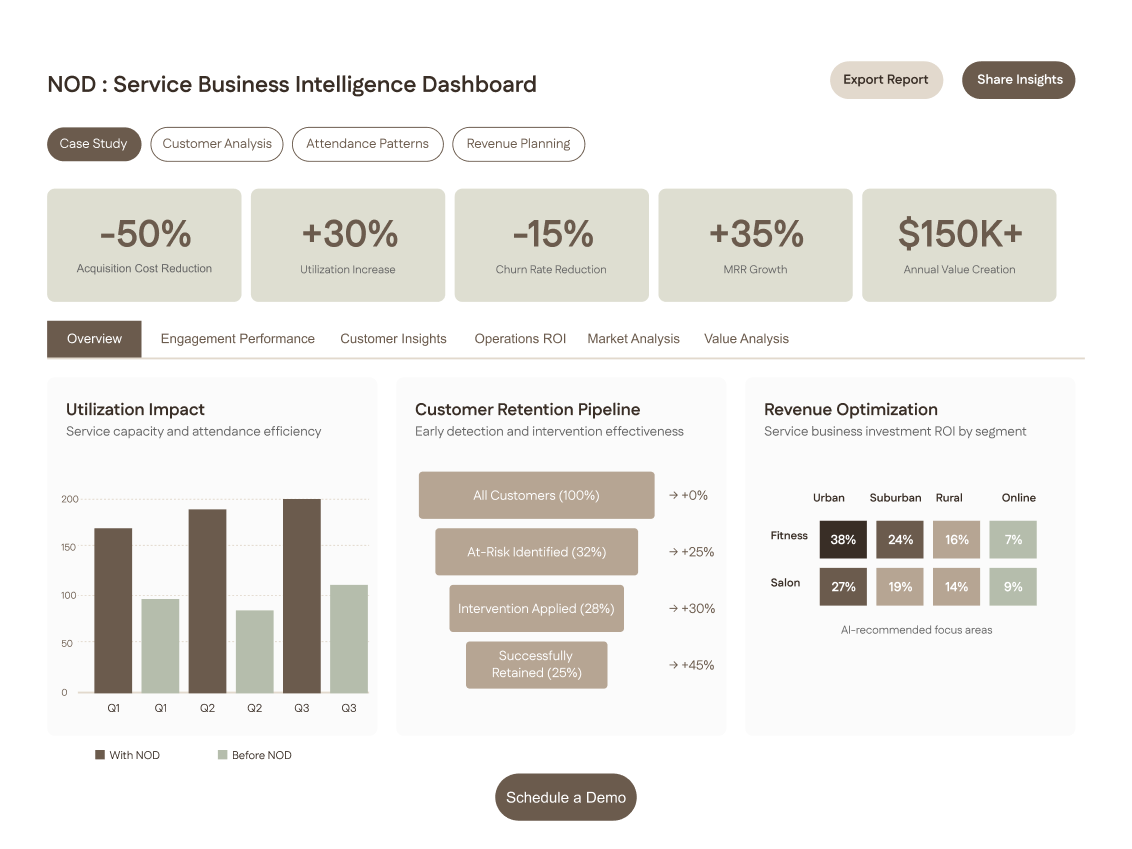 NOD : Service Business Intelligence Dashboard
Export Report
Share Insights
Case Study
Customer Analysis
Attendance Patterns
Revenue Planning
-50%
Acquisition Cost Reduction
+30%
Utilization Increase
-15%
Churn Rate Reduction
+35%
MRR Growth
$150K+
Annual Value Creation
Overview
Engagement Performance
Customer Insights
Operations ROI
Market Analysis
Value Analysis
Utilization Impact
Service capacity and attendance efficiency
200
150
100
50
0
Q1
Q1
Q2
Q2
Q3
Q3
With NOD
Before NOD
Customer Retention Pipeline
Early detection and intervention effectiveness
All Customers (100%)
→ +0%
At-Risk Identified (32%)
→ +25%
Intervention Applied (28%)
→ +30%
Successfully
Retained (25%)
→ +45%
Revenue Optimization
Service business investment ROI by segment
Urban Suburban Rural Online
Fitness 38% 24% 16% 7%
Salon 27% 19% 14% 9%
AI-recommended focus areas
Schedule a Demo